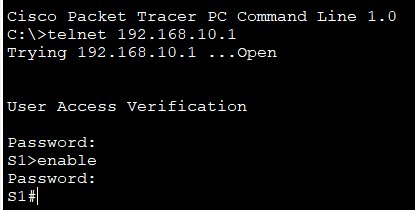 Cisco Packet Tracer PC Command Line 1.0
C:\>telnet 192.168.10.1
Trying 192.168.10.1 ...Open
User Access Verification
Password:
S1>enable
Password:
S1#